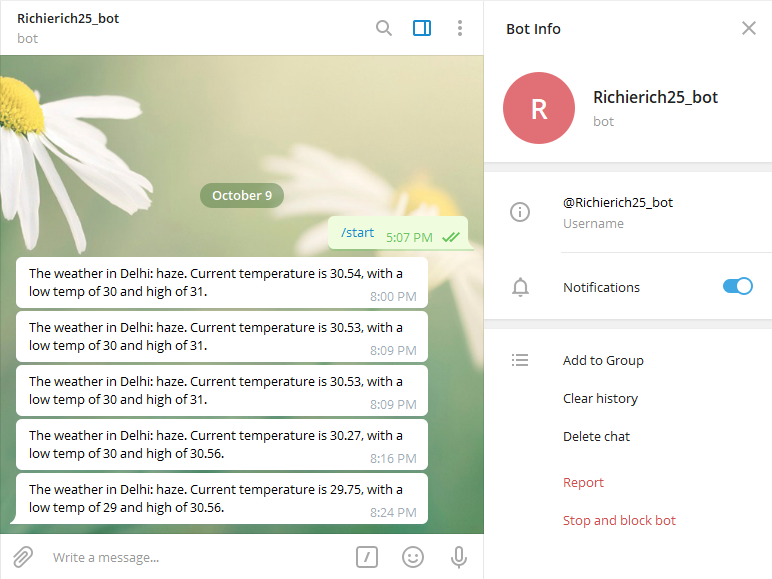 Richierich25_bot
bot
October 9
/start 5:07 PM
The weather in Delhi: haze. Current temperature is 30.54, with a
low temp of 30 and high of 31.
8:00 PM
The weather in Delhi: haze. Current temperature is 30.53, with a
low temp of 30 and high of 31.
8:09 PM
The weather in Delhi: haze. Current temperature is 30.53, with a
low temp of 30 and high of 31.
8:09 PM
The weather in Delhi: haze. Current temperature is 30.27, with a
low temp of 30 and high of 30.56.
8:16 PM
The weather in Delhi: haze. Current temperature is 29.75, with a
low temp of 29 and high of 30.56.
8:24 PM
Write a message...
Bot Info
R
Richierich25_bot
bot
@Richierich25_bot
Username
Notifications
Add to Group
Clear history
Delete chat
Report
Stop and block bot